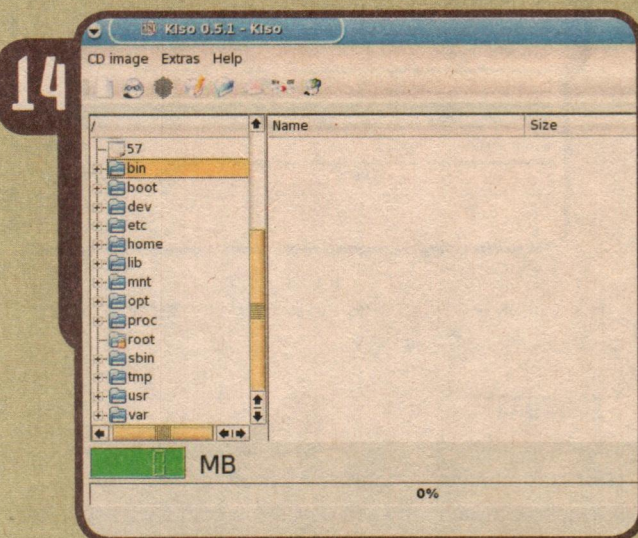 14
Kiso 0.5.1 - Kiso
CD image Extras Help
/
Name Size
57
bin
boot
dev
etc
home
lib
mnt
opt
proc
root
sbin
tmp
usr
var
MB
0%